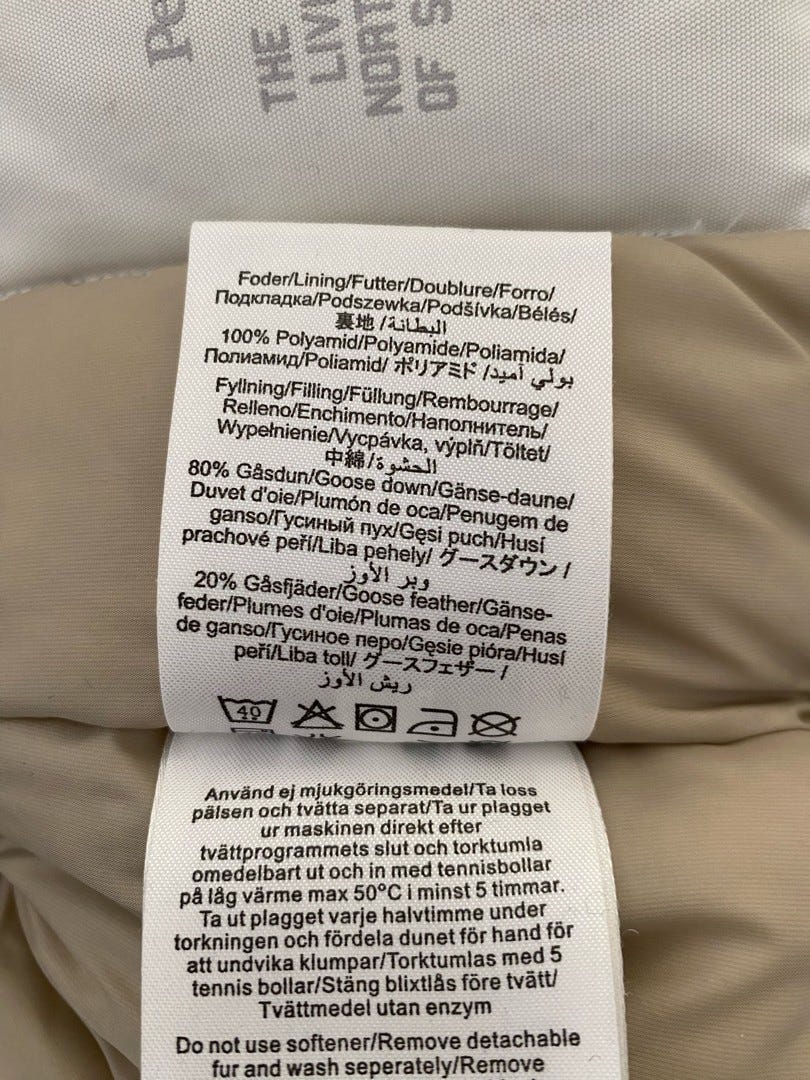 THE
OF
Foder/Lining/Futter/Doublure/Forro/
Подкладка/Podszewka/Podšívka/Bélés/
裏地/البطانة/
100% Polyamid/Polyamide/Poliamida/
Полиамид/Poliamid/ ポリアミド /بولي أميد/
Fyllning/Filling/Füllung/Rembourrage/
Relleno/Enchimento/Наполнитель/
Wypełnienie/Vycpávka, výplň/Töltet/
中綿/الحشوة/
80% Gåsdun/Goose down/Gänse-daune/
Duvet d'oie/Plumón de oca/Penugem de
ganso/Гусиный пух/Gęsi puch/Husí
prachové peří/Liba pehely/ グースダウン /
وبر الأوز
20% Gåsfjäder/Goose feather/Gänse-
feder/Plumes d'oie/Plumas de oca/Penas
de ganso/Гусиное перо/Gęsie pióra/Husí
peří/Liba toll/ グースフェザー /
ريش الأوز
40
Använd ej mjukgöringsmedel/Ta loss
pälsen och tvätta separat/Ta ur plagget
ur maskinen direkt efter
tvättprogrammets slut och torktumla
omedelbart ut och in med tennisbollar
på låg värme max 50°C i minst 5 timmar.
Ta ut plagget varje halvtimme under
torkningen och fördela dunet för hand för
att undvika klumpar/Torktumlas med 5
tennis bollar/Stäng blixtlås före tvätt/
Tvättmedel utan enzym
Do not use softener/Remove detachable
fur and wash seperately/Remove